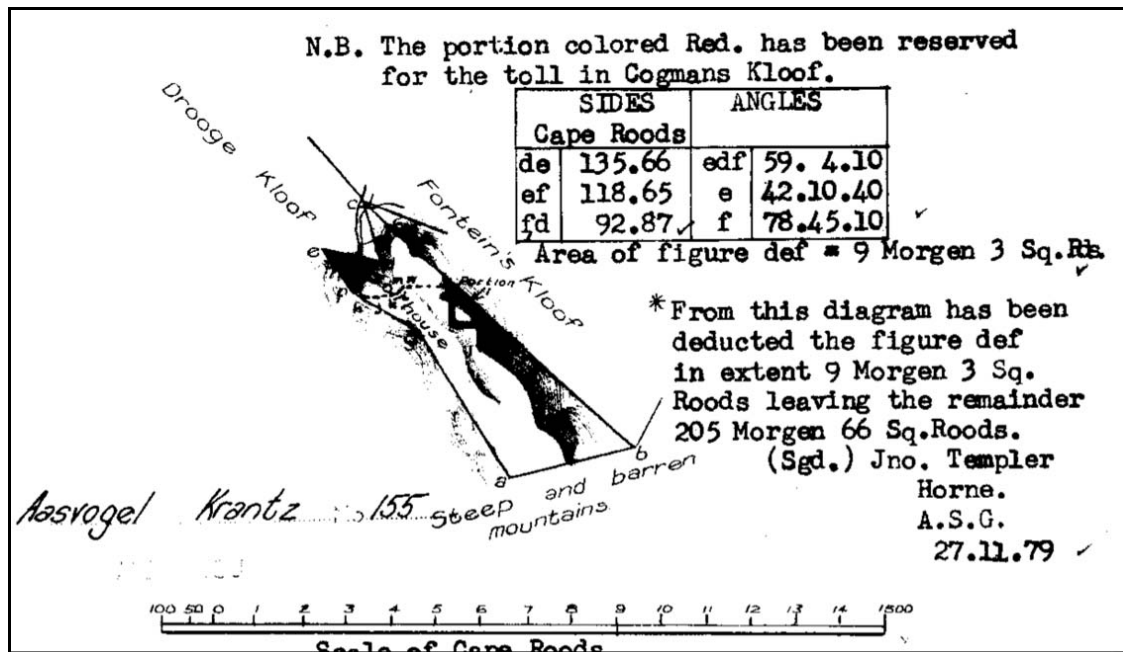 N.B. The portion colored Red. has been reserved
for the toll in Cogmans Kloof.
SIDES ANGLES
Cape Roods
de 135.66 edf 59. 4.10
ef 118.65 e 42.10.40
fd 92.87 f 78.45.10
Area of figure def = 9 Morgen 3 Sq.Rds.
Drooge Kloof
Fontein's Kloof
d
c
e
f
g
Portion 1
house
*From this diagram has been
deducted the figure def
in extent 9 Morgen 3 Sq.
Roods leaving the remainder
205 Morgen 66 Sq.Roods.
(Sgd.) Jno. Templer
Horne.
A.S.G.
27.11.79
a
b
Steep and barren
mountains
Aasvogel Krantz 155
100 50 0 1 2 3 4 5 6 7 8 9 10 11 12 13 14 1500
Scale of Cape Roods